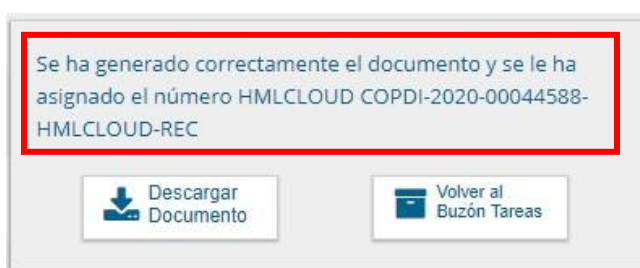 Se ha generado correctamente el documento y se le ha
asignado el número HMLCLOUD COPDI-2020-00044588-
HMLCLOUD-REC
Descargar
Documento
Volver al
Buzón Tareas